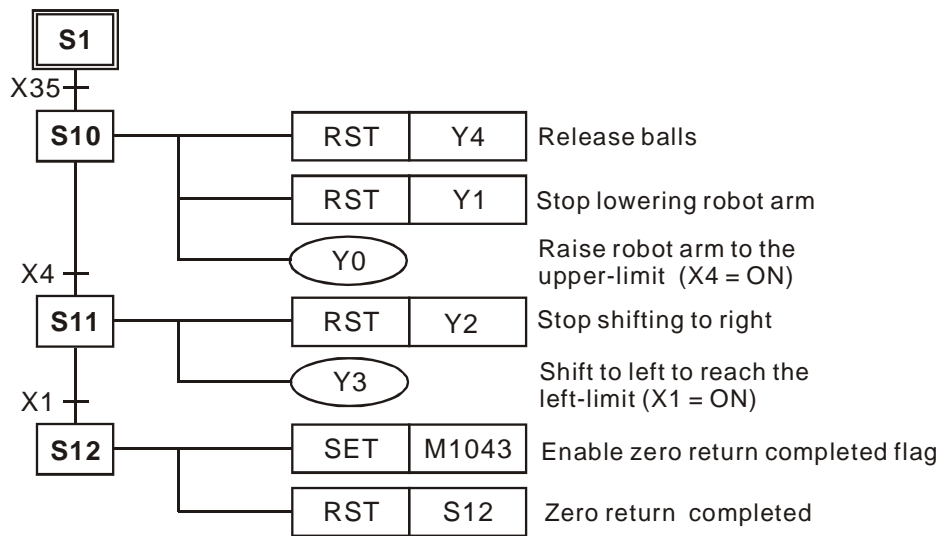 S1
X35
S10
RST Y4 Release balls
RST Y1 Stop lowering robot arm
Y0 Raise robot arm to the
upper-limit (X4 = ON)
X4
S11
RST Y2 Stop shifting to right
Y3 Shift to left to reach the
left-limit (X1 = ON)
X1
S12
SET M1043 Enable zero return completed flag
RST S12 Zero return completed